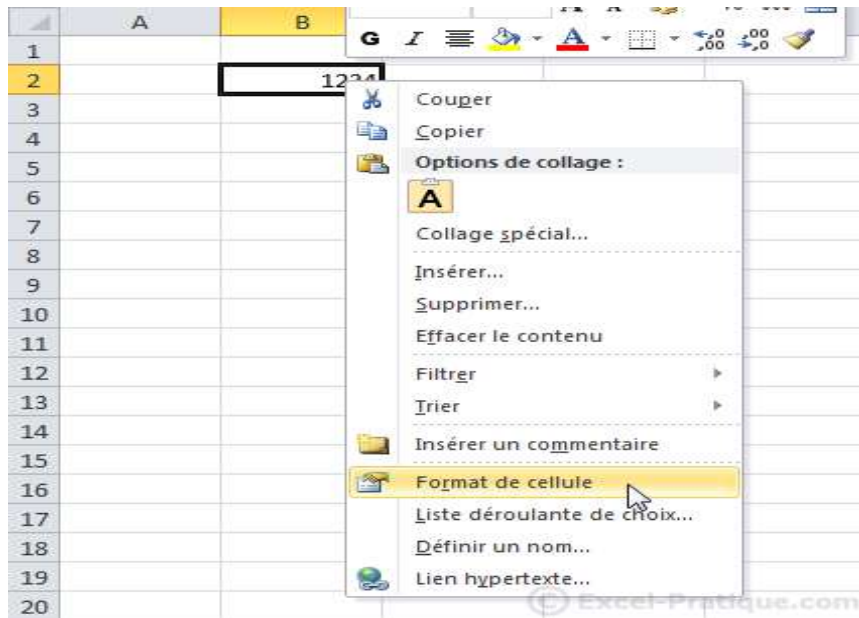 A B
G I A
1
2 1234
3
4
5
6
7
8
9
10
11
12
13
14
15
16
17
18
19
20
Couper
Copier
Options de collage :
A
Collage spécial...
Insérer...
Supprimer...
Effacer le contenu
Filtrer
Trier
Insérer un commentaire
Format de cellule
Liste déroulante de choix...
Définir un nom...
Lien hypertexte...
© Excel-Pratique.com